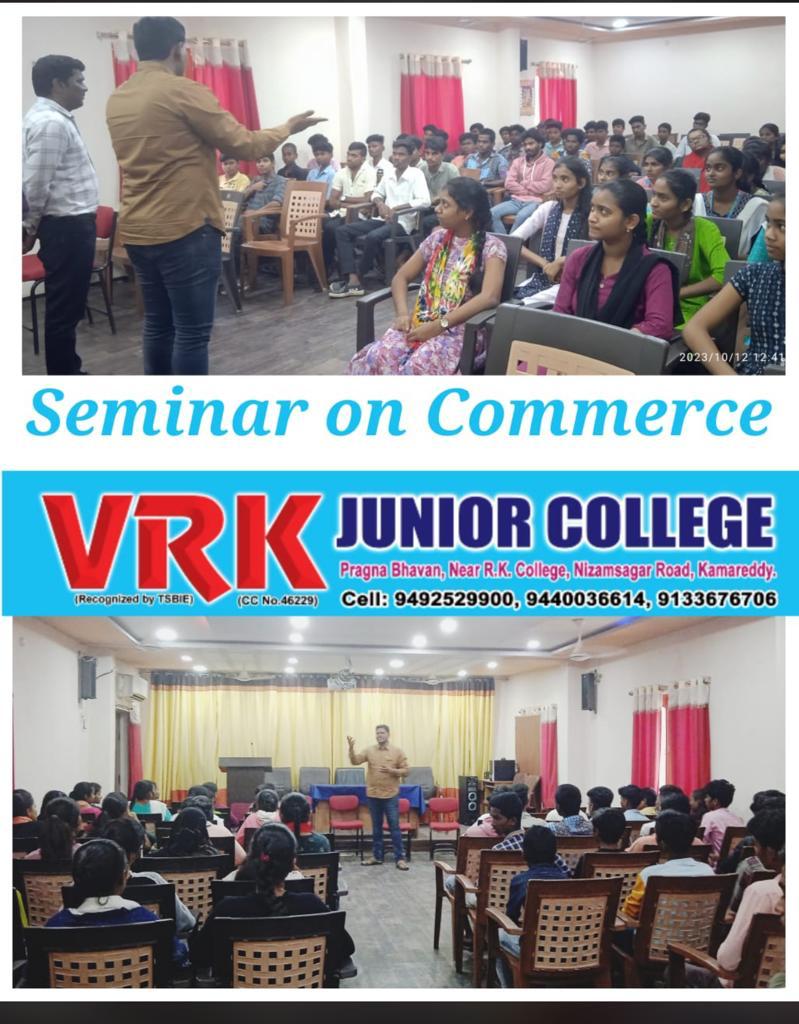 2023/10/12 12:41
Seminar on Commerce
VRK JUNIOR COLLEGE
Pragna Bhavan, Near R.K. College, Nizamsagar Road, Kamareddy.
(Recognized by TSBIE) (CC No.46229)
Cell: 9492529900, 9440036614, 9133676706